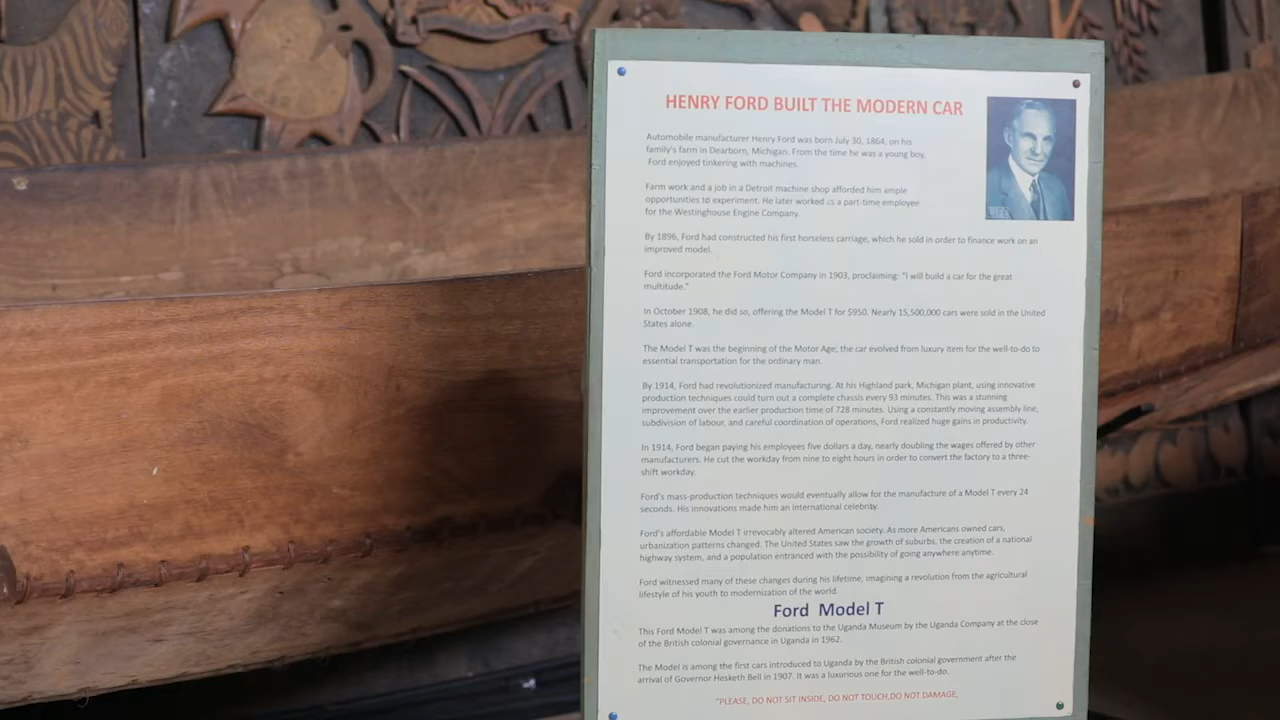 HENRY FORD BUILT THE MODERN CAR
Automobile manufacturer Henry Ford was born July 30, 1864, on his
family's farm in Dearborn, Michigan. From the time he was a young boy,
Ford enjoyed tinkering with machines.
Farm work and a job in a Detroit machine shop afforded him ample
opportunities to experiment. He later worked as a part-time employee
for the Westinghouse Engine Company.
By 1896, Ford had constructed his first horseless carriage, which he sold in order to finance work on an
improved model.
Ford incorporated the Ford Motor Company in 1903, proclaiming: "I will build a car for the great
multitude."
In October 1908, he did so, offering the Model T for $950. Nearly 15,500,000 cars were sold in the United
States alone.
The Model T was the beginning of the Motor Age; the car evolved from luxury item for the well-to-do to
essential transportation for the ordinary man.
By 1914, Ford had revolutionized manufacturing. At his Highland park, Michigan plant, using innovative
production techniques could turn out a complete chassis every 93 minutes. This was a stunning
improvement over the earlier production time of 728 minutes. Using a constantly moving assembly line,
subdivision of labour, and careful coordination of operations, Ford realized huge gains in productivity.
In 1914, Ford began paying his employees five dollars a day, nearly doubling the wages offered by other
manufacturers. He cut the workday from nine to eight hours in order to convert the factory to a three-
shift workday.
Ford's mass-production techniques would eventually allow for the manufacture of a Model T every 24
seconds. His innovations made him an international celebrity.
Ford's affordable Model T irrevocably altered American society. As more Americans owned cars,
urbanization patterns changed. The United States saw the growth of suburbs, the creation of a national
highway system, and a population entranced with the possibility of going anywhere anytime.
Ford witnessed many of these changes during his lifetime, imagining a revolution from the agricultural
lifestyle of his youth to modernization of the world.
Ford Model T
This Ford Model T was among the donations to the Uganda Museum by the Uganda Company at the close
of the British colonial governance in Uganda in 1962.
The Model is among the first cars introduced to Uganda by the British colonial government after the
arrival of Governor Hesketh Bell in 1907. It was a luxurious one for the well-to-do.
"PLEASE, DO NOT SIT INSIDE, DO NOT TOUCH,DO NOT DAMAGE,